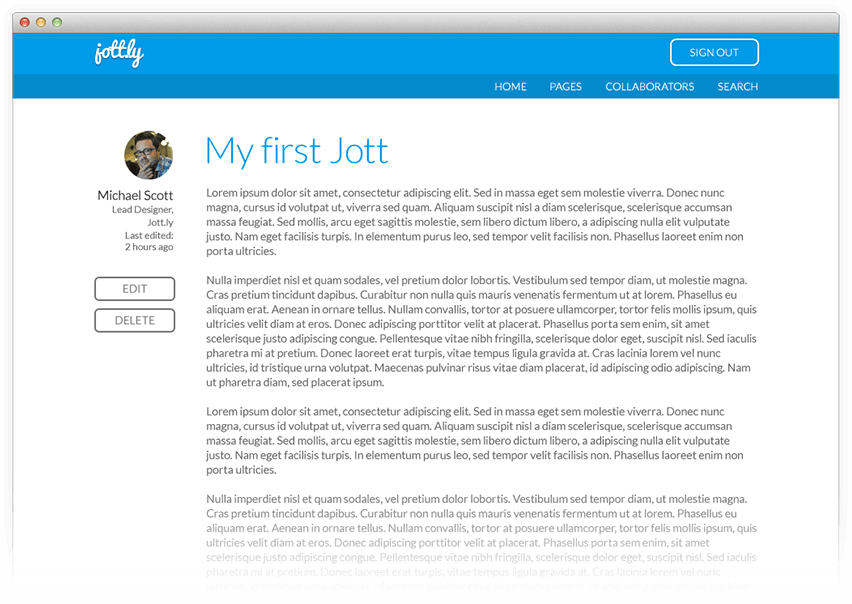 jott.ly
SIGN OUT
HOME PAGES COLLABORATORS SEARCH
Michael Scott
Lead Designer,
Jott.ly
Last edited:
2 hours ago
EDIT
DELETE
My first Jott
Lorem ipsum dolor sit amet, consectetur adipiscing elit. Sed in massa eget sem molestie viverra. Donec nunc
magna, cursus id volutpat ut, viverra sed quam. Aliquam suscipit nisl a diam scelerisque, scelerisque accumsan
massa feugiat. Sed mollis, arcu eget sagittis molestie, sem libero dictum libero, a adipiscing nulla elit vulputate
justo. Nam eget facilisis turpis. In elementum purus leo, sed tempor velit facilisis non. Phasellus laoreet enim non
porta ultricies.
Nulla imperdiet nisl et quam sodales, vel pretium dolor lobortis. Vestibulum sed tempor diam, ut molestie magna.
Cras pretium tincidunt dapibus. Curabitur non nulla quis mauris venenatis fermentum ut at lorem. Phasellus eu
aliquam erat. Aenean in ornare tellus. Nullam convallis, tortor at posuere ullamcorper, tortor felis mollis ipsum, quis
ultricies velit diam at eros. Donec adipiscing porttitor velit at placerat. Phasellus porta sem enim, sit amet
scelerisque justo adipiscing congue. Pellentesque vitae nibh fringilla, scelerisque dolor eget, suscipit nisl. Sed iaculis
pharetra mi at pretium. Donec laoreet erat turpis, vitae tempus ligula gravida at. Cras lacinia lorem vel nunc
ultricies, id tristique urna volutpat. Maecenas pulvinar risus vitae diam placerat, id adipiscing odio adipiscing. Nam
ut pharetra diam, sed placerat ipsum.
Lorem ipsum dolor sit amet, consectetur adipiscing elit. Sed in massa eget sem molestie viverra. Donec nunc
magna, cursus id volutpat ut, viverra sed quam. Aliquam suscipit nisl a diam scelerisque, scelerisque accumsan
massa feugiat. Sed mollis, arcu eget sagittis molestie, sem libero dictum libero, a adipiscing nulla elit vulputate
justo. Nam eget facilisis turpis. In elementum purus leo, sed tempor velit facilisis non. Phasellus laoreet enim non
porta ultricies.
Nulla imperdiet nisl et quam sodales, vel pretium dolor lobortis. Vestibulum sed tempor diam, ut molestie magna.
Cras pretium tincidunt dapibus. Curabitur non nulla quis mauris venenatis fermentum ut at lorem. Phasellus eu
aliquam erat. Aenean in ornare tellus. Nullam convallis, tortor at posuere ullamcorper, tortor felis mollis ipsum, quis
ultricies velit diam at eros. Donec adipiscing porttitor velit at placerat. Phasellus porta sem enim, sit amet
scelerisque justo adipiscing congue. Pellentesque vitae nibh fringilla, scelerisque dolor eget, suscipit nisl. Sed iaculis
pharetra mi at pretium. Donec laoreet erat turpis, vitae tempus ligula gravida at. Cras lacinia lorem vel nunc